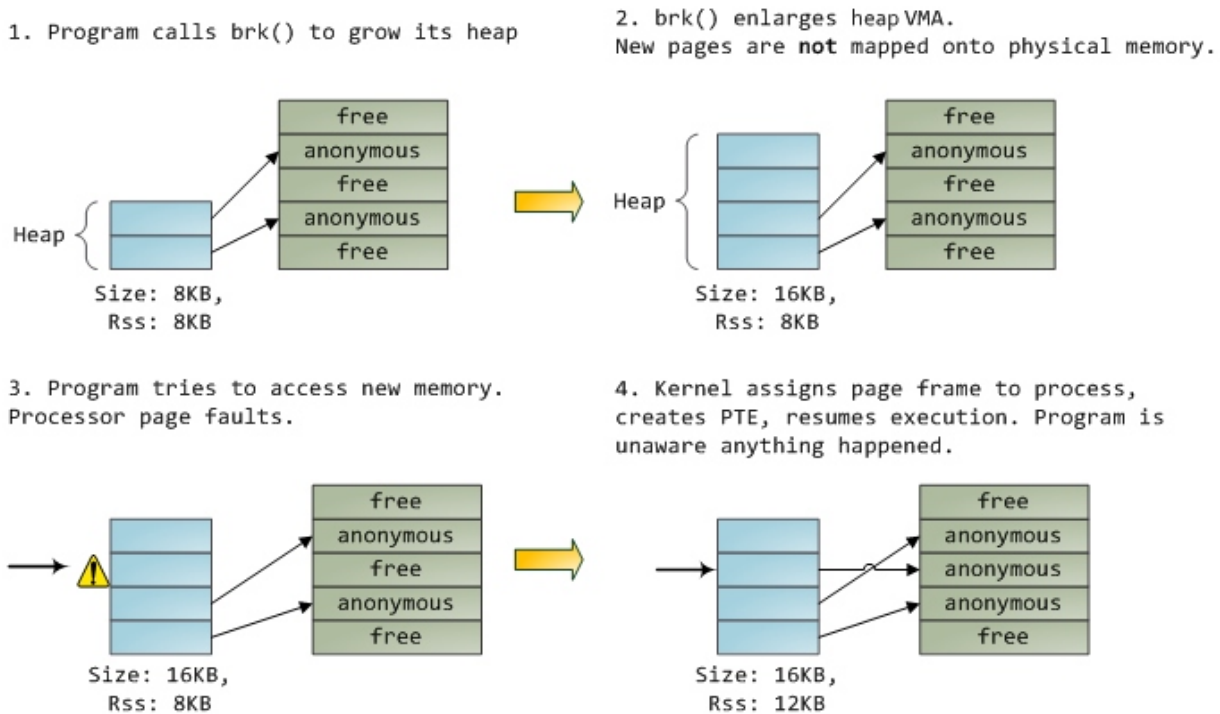 1. Program calls brk() to grow its heap
2. brk() enlarges heap VMA.
New pages are not mapped onto physical memory.
free
anonymous
free
anonymous
free
Heap
Size: 8KB,
Rss: 8KB
free
anonymous
free
anonymous
free
Heap
Size: 16KB,
Rss: 8KB
3. Program tries to access new memory.
Processor page faults.
4. Kernel assigns page frame to process,
creates PTE, resumes execution. Program is
unaware anything happened.
free
anonymous
free
anonymous
free
Size: 16KB,
Rss: 8KB
free
anonymous
anonymous
anonymous
free
Size: 16KB,
Rss: 12KB